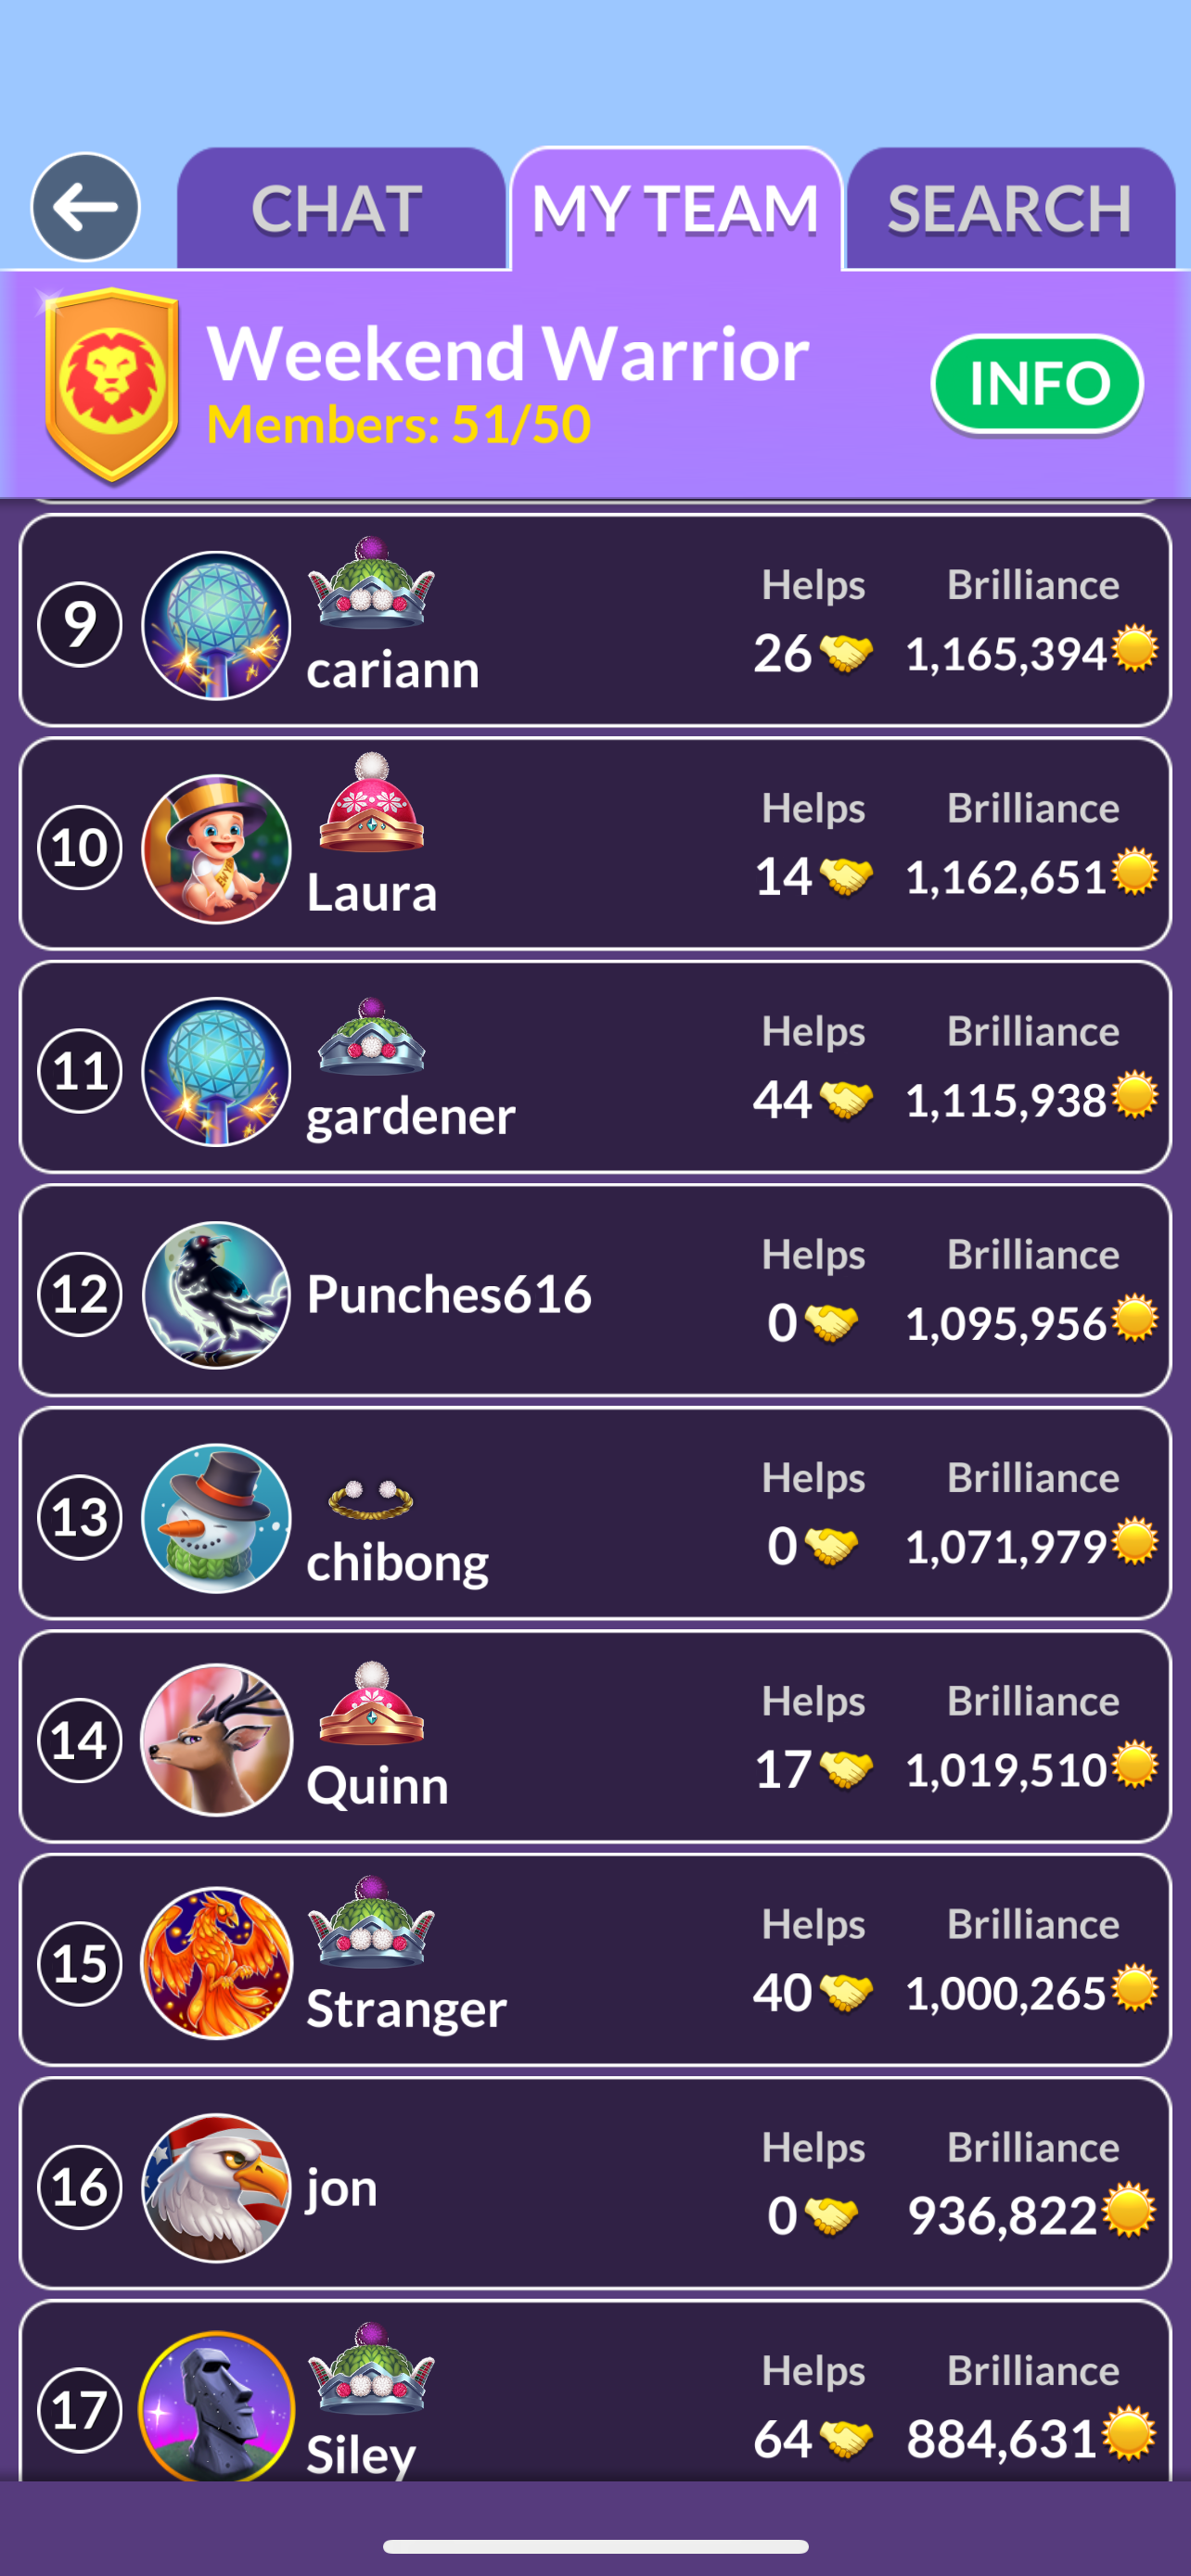 CHAT
MY TEAM
SEARCH
Weekend Warrior
Members: 51/50
INFO
9
cariann
Helps
26
Brilliance
1,165,394
10
Laura
Helps
14
Brilliance
1,162,651
11
gardener
Helps
44
Brilliance
1,115,938
12
Punches616
Helps
0
Brilliance
1,095,956
13
chibong
Helps
0
Brilliance
1,071,979
14
Quinn
Helps
17
Brilliance
1,019,510
15
Stranger
Helps
40
Brilliance
1,000,265
16
jon
Helps
0
Brilliance
936,822
17
Siley
Helps
64
Brilliance
884,631